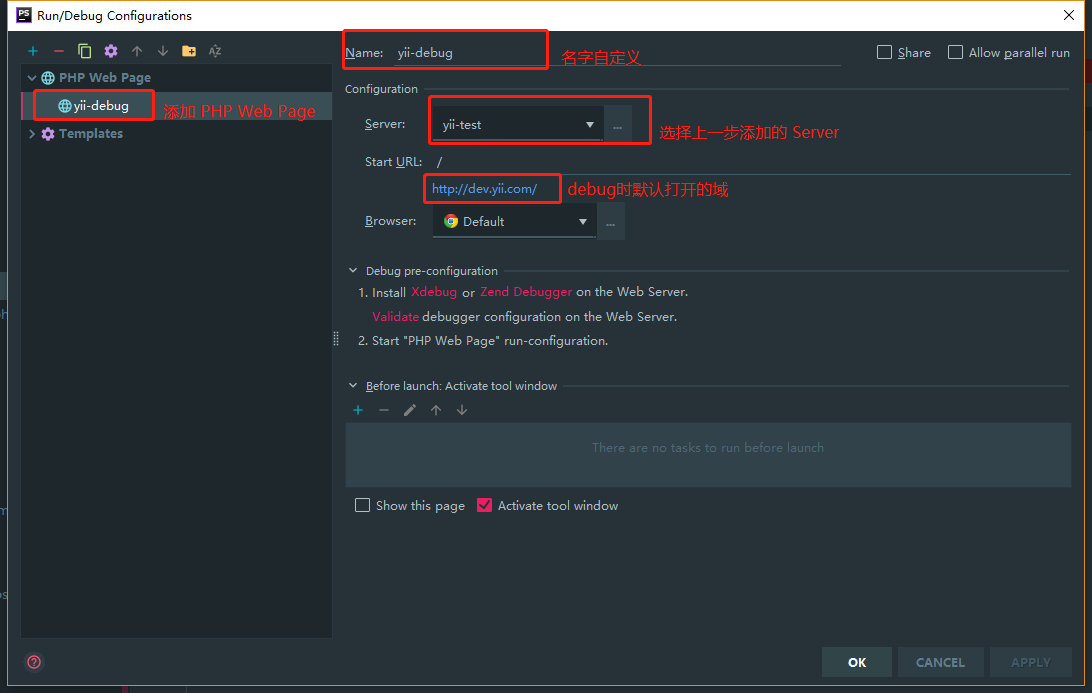 PS Run/Debug Configurations
Name: yii-debug
名字自定义
Share
Allow parallel run
PHP Web Page
yii-debug
添加 PHP Web Page
Templates
Configuration
Server: yii-test ...
选择上一步添加的 Server
Start URL: /
http://dev.yii.com/
debug时默认打开的域
Browser: Default ...
Debug pre-configuration
1. Install Xdebug or Zend Debugger on the Web Server.
Validate debugger configuration on the Web Server.
2. Start "PHP Web Page" run-configuration.
Before launch: Activate tool window
There are no tasks to run before launch
Show this page
Activate tool window
OK
CANCEL
APPLY